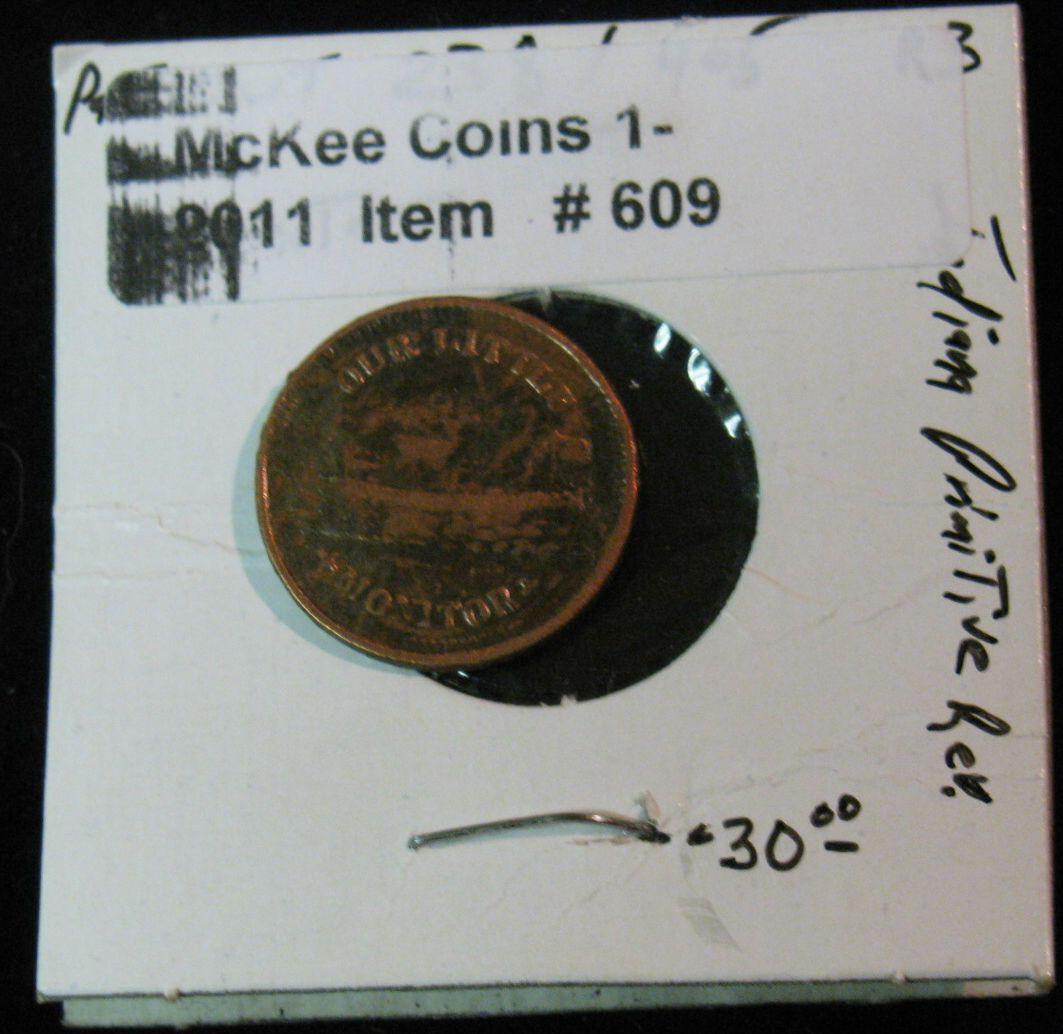 McKee Coins 1-
2011 Item # 609
OUR LITTLE
MONITOR
Indian Primitive Rev.
30.00